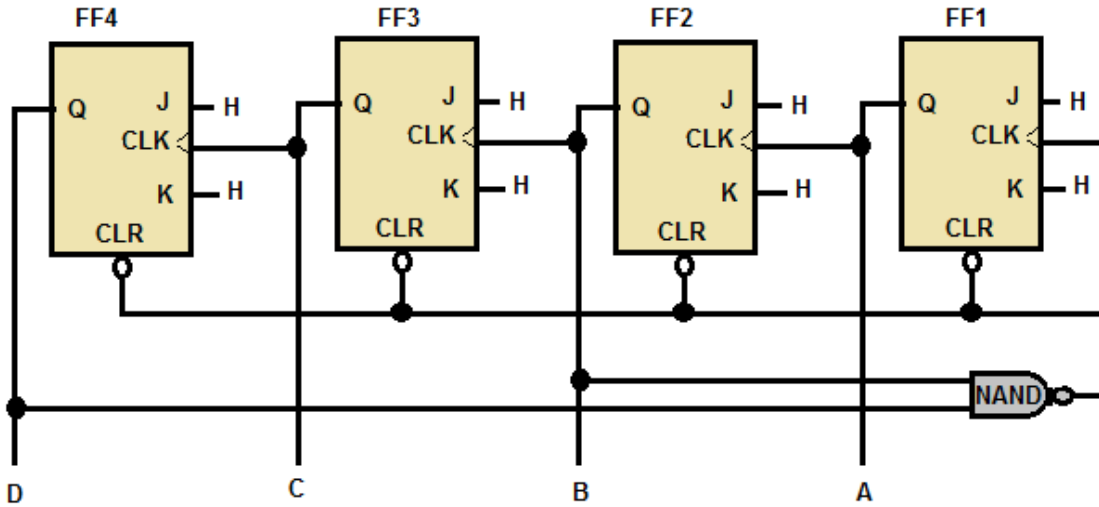 FF4 FF3 FF2 FF1
Q J H Q J H Q J H Q J H
CLK CLK CLK CLK
K H K H K H K H
CLR CLR CLR CLR
NAND
D C B A